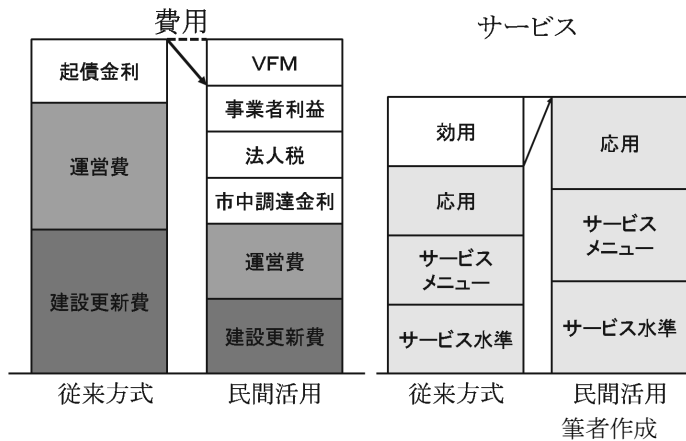 費用
起債金利
運営費
建設更新費
VFM
事業者利益
法人税
市中調達金利
運営費
建設更新費
従来方式
民間活用
サービス
効用
応用
サービス
メニュー
サービス水準
応用
サービス
メニュー
サービス水準
従来方式
民間活用
筆者作成